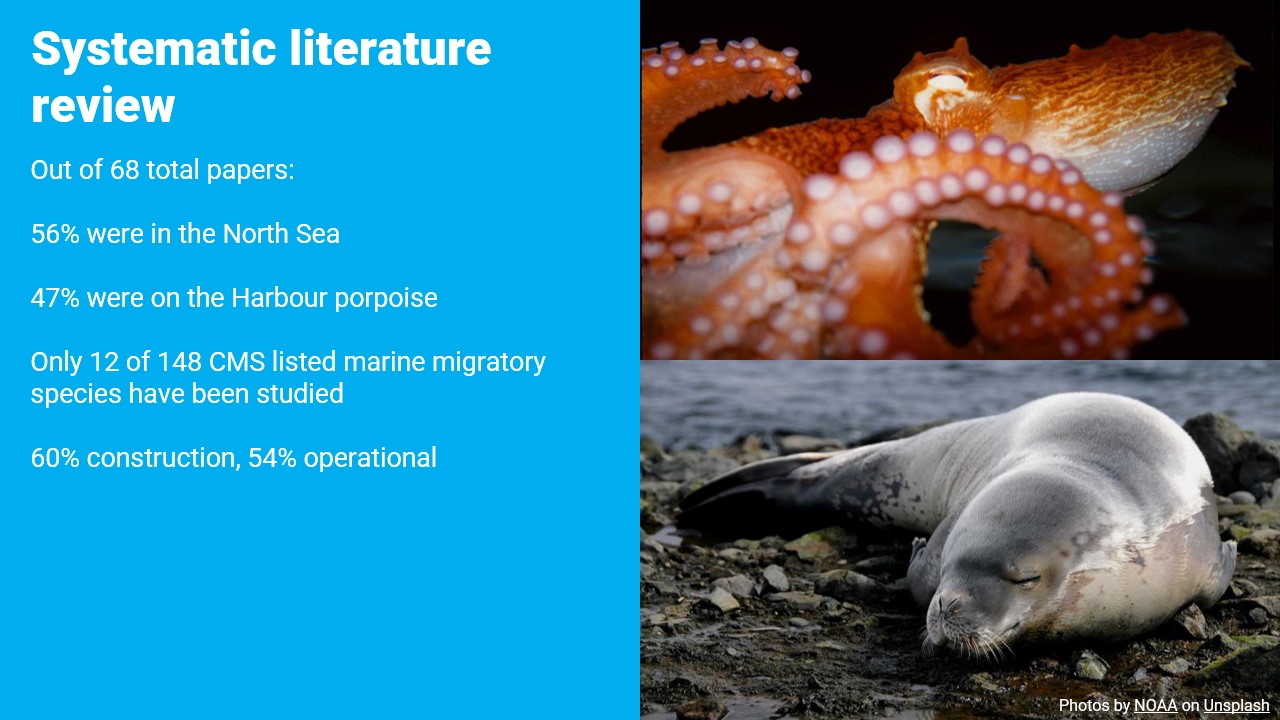 Systematic literature
review
Out of 68 total papers:
56% were in the North Sea
47% were on the Harbour porpoise
Only 12 of 148 CMS listed marine migratory
species have been studied
60% construction, 54% operational
Photos by NOAA on Unsplash